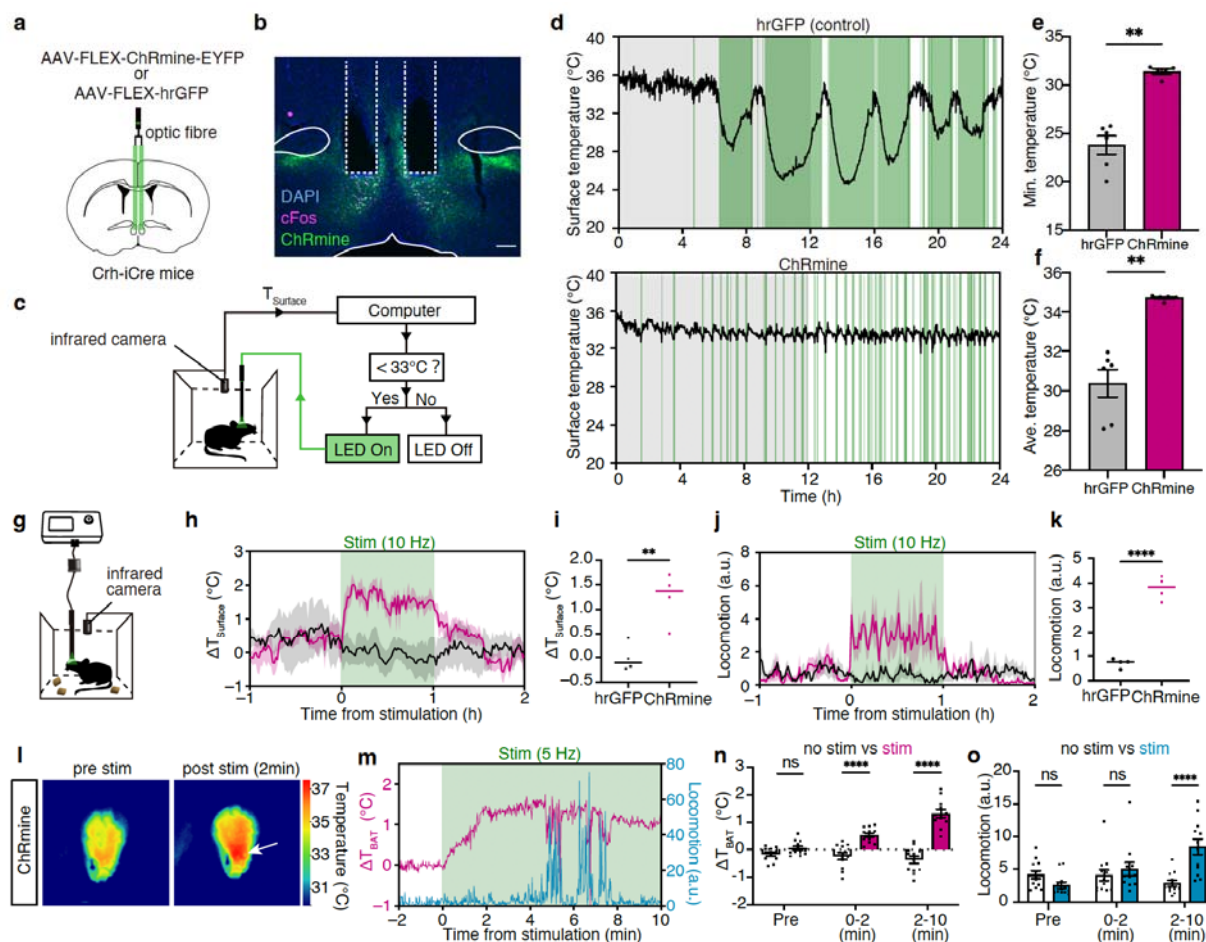 a
AAV-FLEX-ChRmine-EYFP
or
AAV-FLEX-hrGFP
optic fibre
Crh-iCre mice
b
DAPI
cFos
ChRmine
c
TSurface
infrared camera
Computer
< 33°C ?
Yes
No
LED On
LED Off
d
hrGFP (control)
Surface temperature (°C)
40
36
32
28
24
20
0 4 8 12 16 20 24
ChRmine
Surface temperature (°C)
40
36
32
28
24
20
0 4 8 12 16 20 24
Time (h)
e
**
Min. temperature (°C)
35
30
25
20
15
hrGFP ChRmine
f
**
Ave. temperature (°C)
36
34
32
30
28
26
hrGFP ChRmine
g
infrared
camera
h
Stim (10 Hz)
ΔTSurface (°C)
3
2
1
0
−1
−1 0 1 2
Time from stimulation (h)
i
**
ΔTSurface (°C)
2.0
1.5
1.0
0.5
0.0
−0.5
hrGFP ChRmine
j
Stim (10 Hz)
Locomotion (a.u.)
8
6
4
2
0
−1 0 1 2
Time from stimulation (h)
k
****
Locomotion (a.u.)
5
4
3
2
1
0
hrGFP ChRmine
l
pre stim
post stim (2min)
ChRmine
37
35
33
31
Temperature (°C)
m
Stim (5 Hz)
ΔTBAT (°C)
2
1
0
−1
80
60
40
20
0
Locomotion (a.u.)
−2 0 2 4 6 8 10
Time from stimulation (min)
n
no stim vs stim
ns
****
****
ΔTBAT (°C)
3
2
1
0
-1
-2
Pre 0-2 2-10
(min) (min)
o
no stim vs stim
ns
ns
****
Locomotion (a.u.)
20
15
10
5
0
Pre 0-2 2-10
(min) (min)